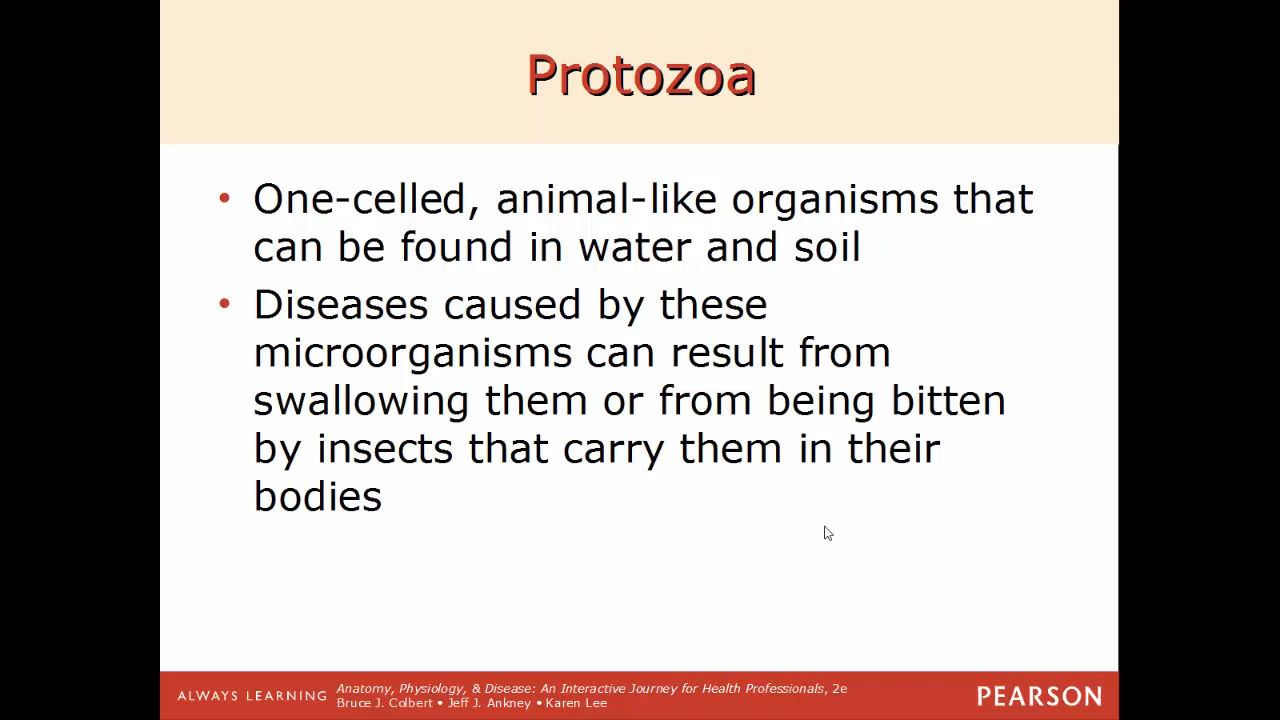 Protozoa
• One-celled, animal-like organisms that
can be found in water and soil
• Diseases caused by these
microorganisms can result from
swallowing them or from being bitten
by insects that carry them in their
bodies
ALWAYS LEARNING
Anatomy, Physiology, & Disease: An Interactive Journey for Health Professionals, 2e
Bruce J. Colbert • Jeff J. Ankney • Karen Lee
PEARSON